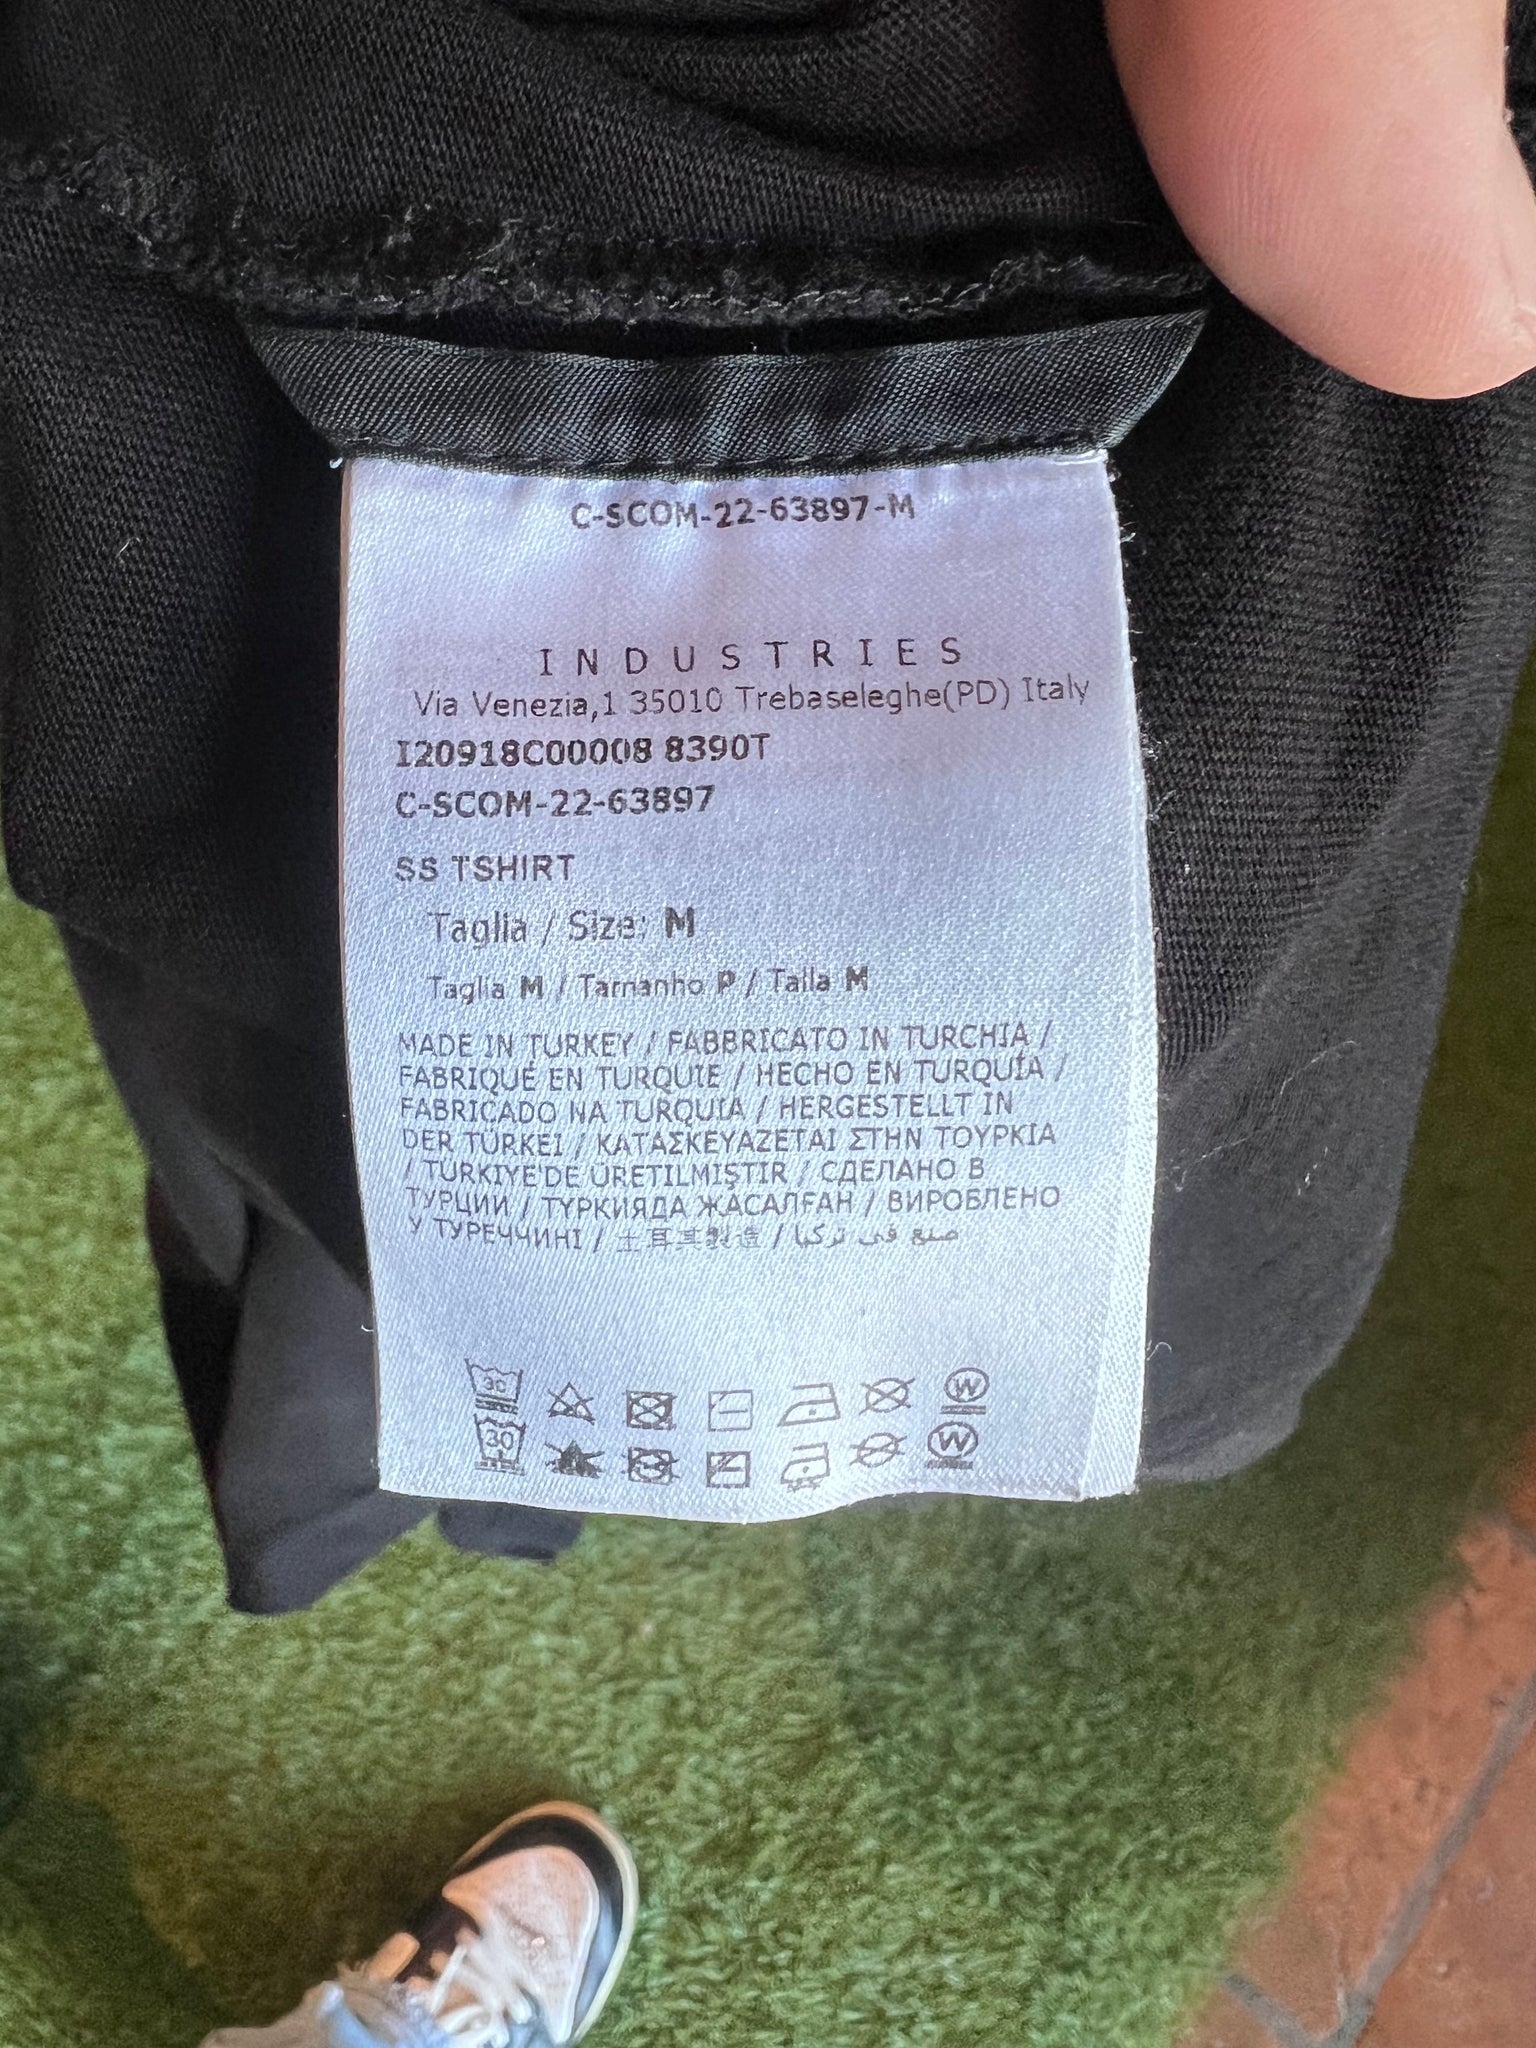 C-SCOM-22-63897-M
INDUSTRIES
Via Venezia,1 35010 Trebaseleghe(PD) Italy
I20918C00008 8390T
C-SCOM-22-63897
SS TSHIRT
Taglia / Size: M
Taglia M / Tamanho P / Talla M
MADE IN TURKEY / FABBRICATO IN TURCHIA /
FABRIQUÉ EN TURQUIE / HECHO EN TURQUÍA /
FABRICADO NA TURQUIA / HERGESTELLT IN
DER TÜRKEI / ΚΑΤΑΣΚΕΥΑΖΕΤΑΙ ΣΤΗΝ ΤΟΥΡΚΙΑ
/ TÜRKIYE'DE ÜRETILMIŞTIR / СДЕЛАНО В
ТУРЦИИ / ТҮРКИЯДА ЖАСАЛҒАН / ВИРОБЛЕНО
У ТУРЕЧЧИНІ / 土耳其製造 / صنع في تركيا
30 W
30 W